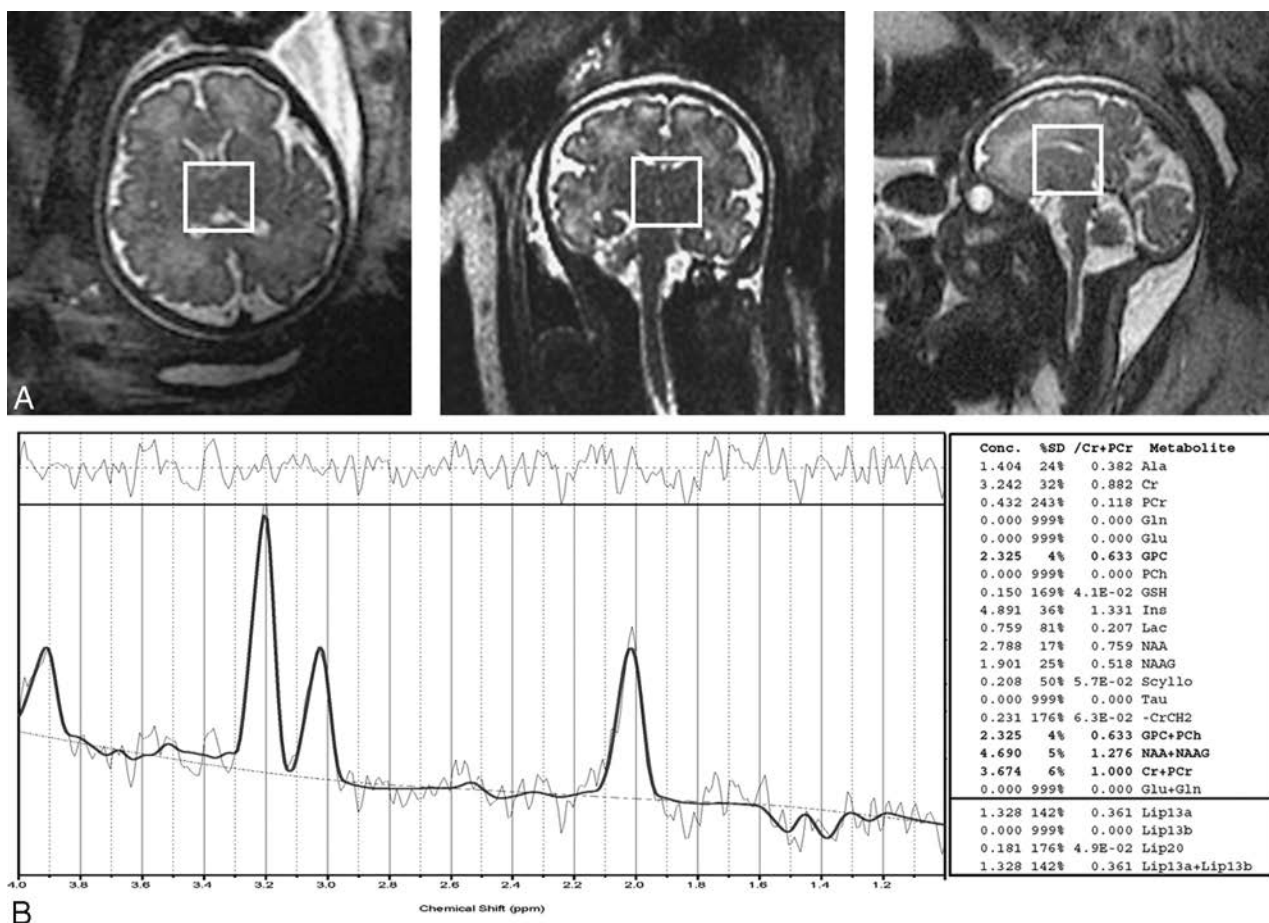 A
Conc. %SD /Cr+PCr Metabolite
1.404 24% 0.382 Ala
3.242 32% 0.882 Cr
0.432 243% 0.118 PCr
0.000 999% 0.000 Gln
0.000 999% 0.000 Glu
2.325 4% 0.633 GPC
0.000 999% 0.000 PCh
0.150 169% 4.1E-02 GSH
4.891 36% 1.331 Ins
0.759 81% 0.207 Lac
2.788 17% 0.759 NAA
1.901 25% 0.518 NAAG
0.208 50% 5.7E-02 Scyllo
0.000 999% 0.000 Tau
0.231 176% 6.3E-02 -CrCH2
2.325 4% 0.633 GPC+PCh
4.690 5% 1.276 NAA+NAAG
3.674 6% 1.000 Cr+PCr
0.000 999% 0.000 Glu+Gln
1.328 142% 0.361 Lip13a
0.000 999% 0.000 Lip13b
0.181 176% 4.9E-02 Lip20
1.328 142% 0.361 Lip13a+Lip13b
4.0 3.8 3.6 3.4 3.2 3.0 2.8 2.6 2.4 2.2 2.0 1.8 1.6 1.4 1.2
Chemical Shift (ppm)
B